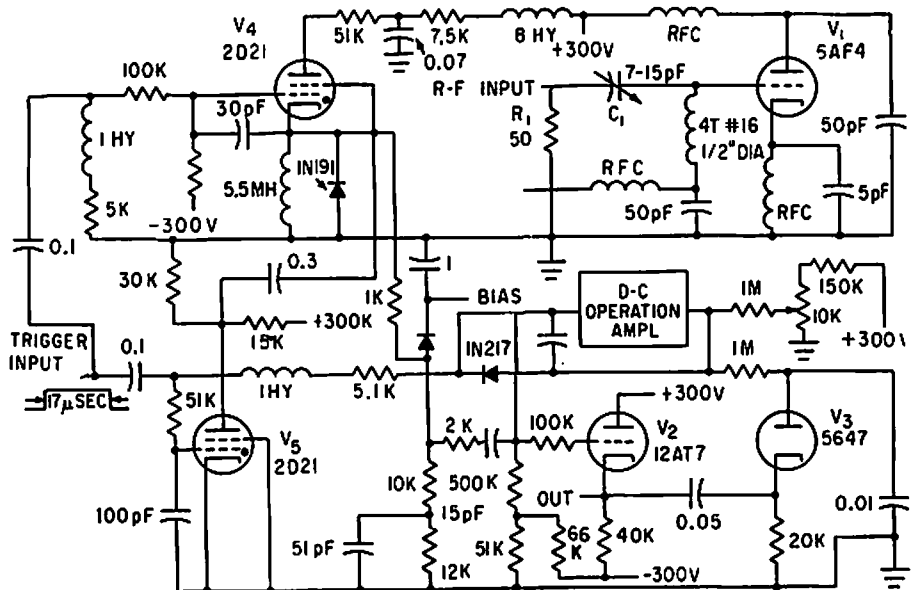 V4
2D21
51K
7.5K
0.07
8 HY
+300V
RFC
V1
5AF4
100K
30pF
R-F INPUT
7-15pF
C1
R1
50
4T #16
1/2" DIA
50pF
1 HY
5K
-300V
5.5MH
IN191
RFC
50pF
RFC
5pF
0.1
30K
0.3
1K
1
BIAS
D-C
OPERATION
AMPL
1M
150K
10K
+300V
TRIGGER
INPUT
0.1
15K
+300K
1HY
5.1K
IN217
1M
17μSEC
51K
V5
2D21
2K
100K
+300V
V2
12AT7
V3
5647
100pF
10K
500K
15pF
OUT
0.05
0.01
51pF
12K
51K
66
K
40K
20K
-300V